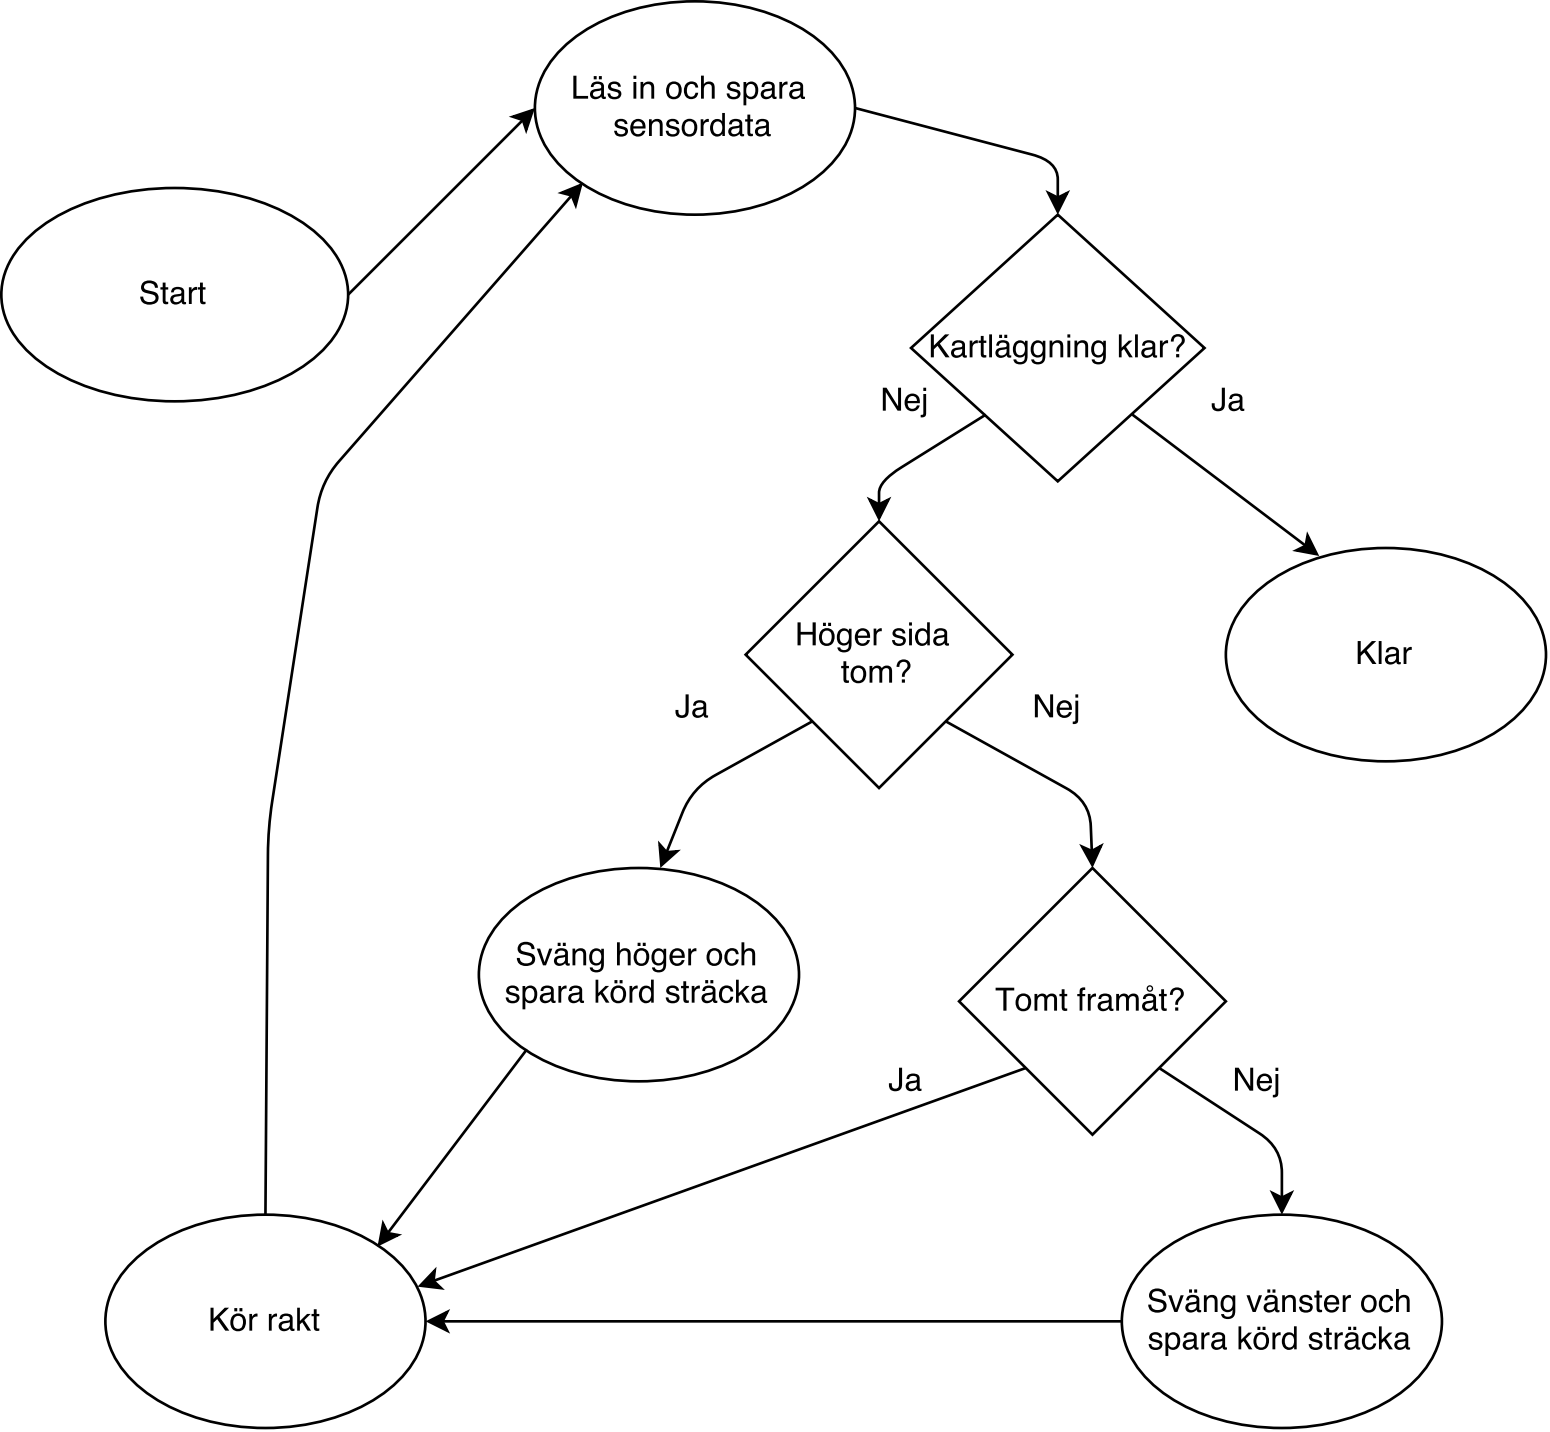 Läs in och spara
sensordata
Start
Kartläggning klar?
Nej
Ja
Höger sida
tom?
Klar
Ja
Nej
Sväng höger och
spara körd sträcka
Tomt framåt?
Ja
Nej
Kör rakt
Sväng vänster och
spara körd sträcka